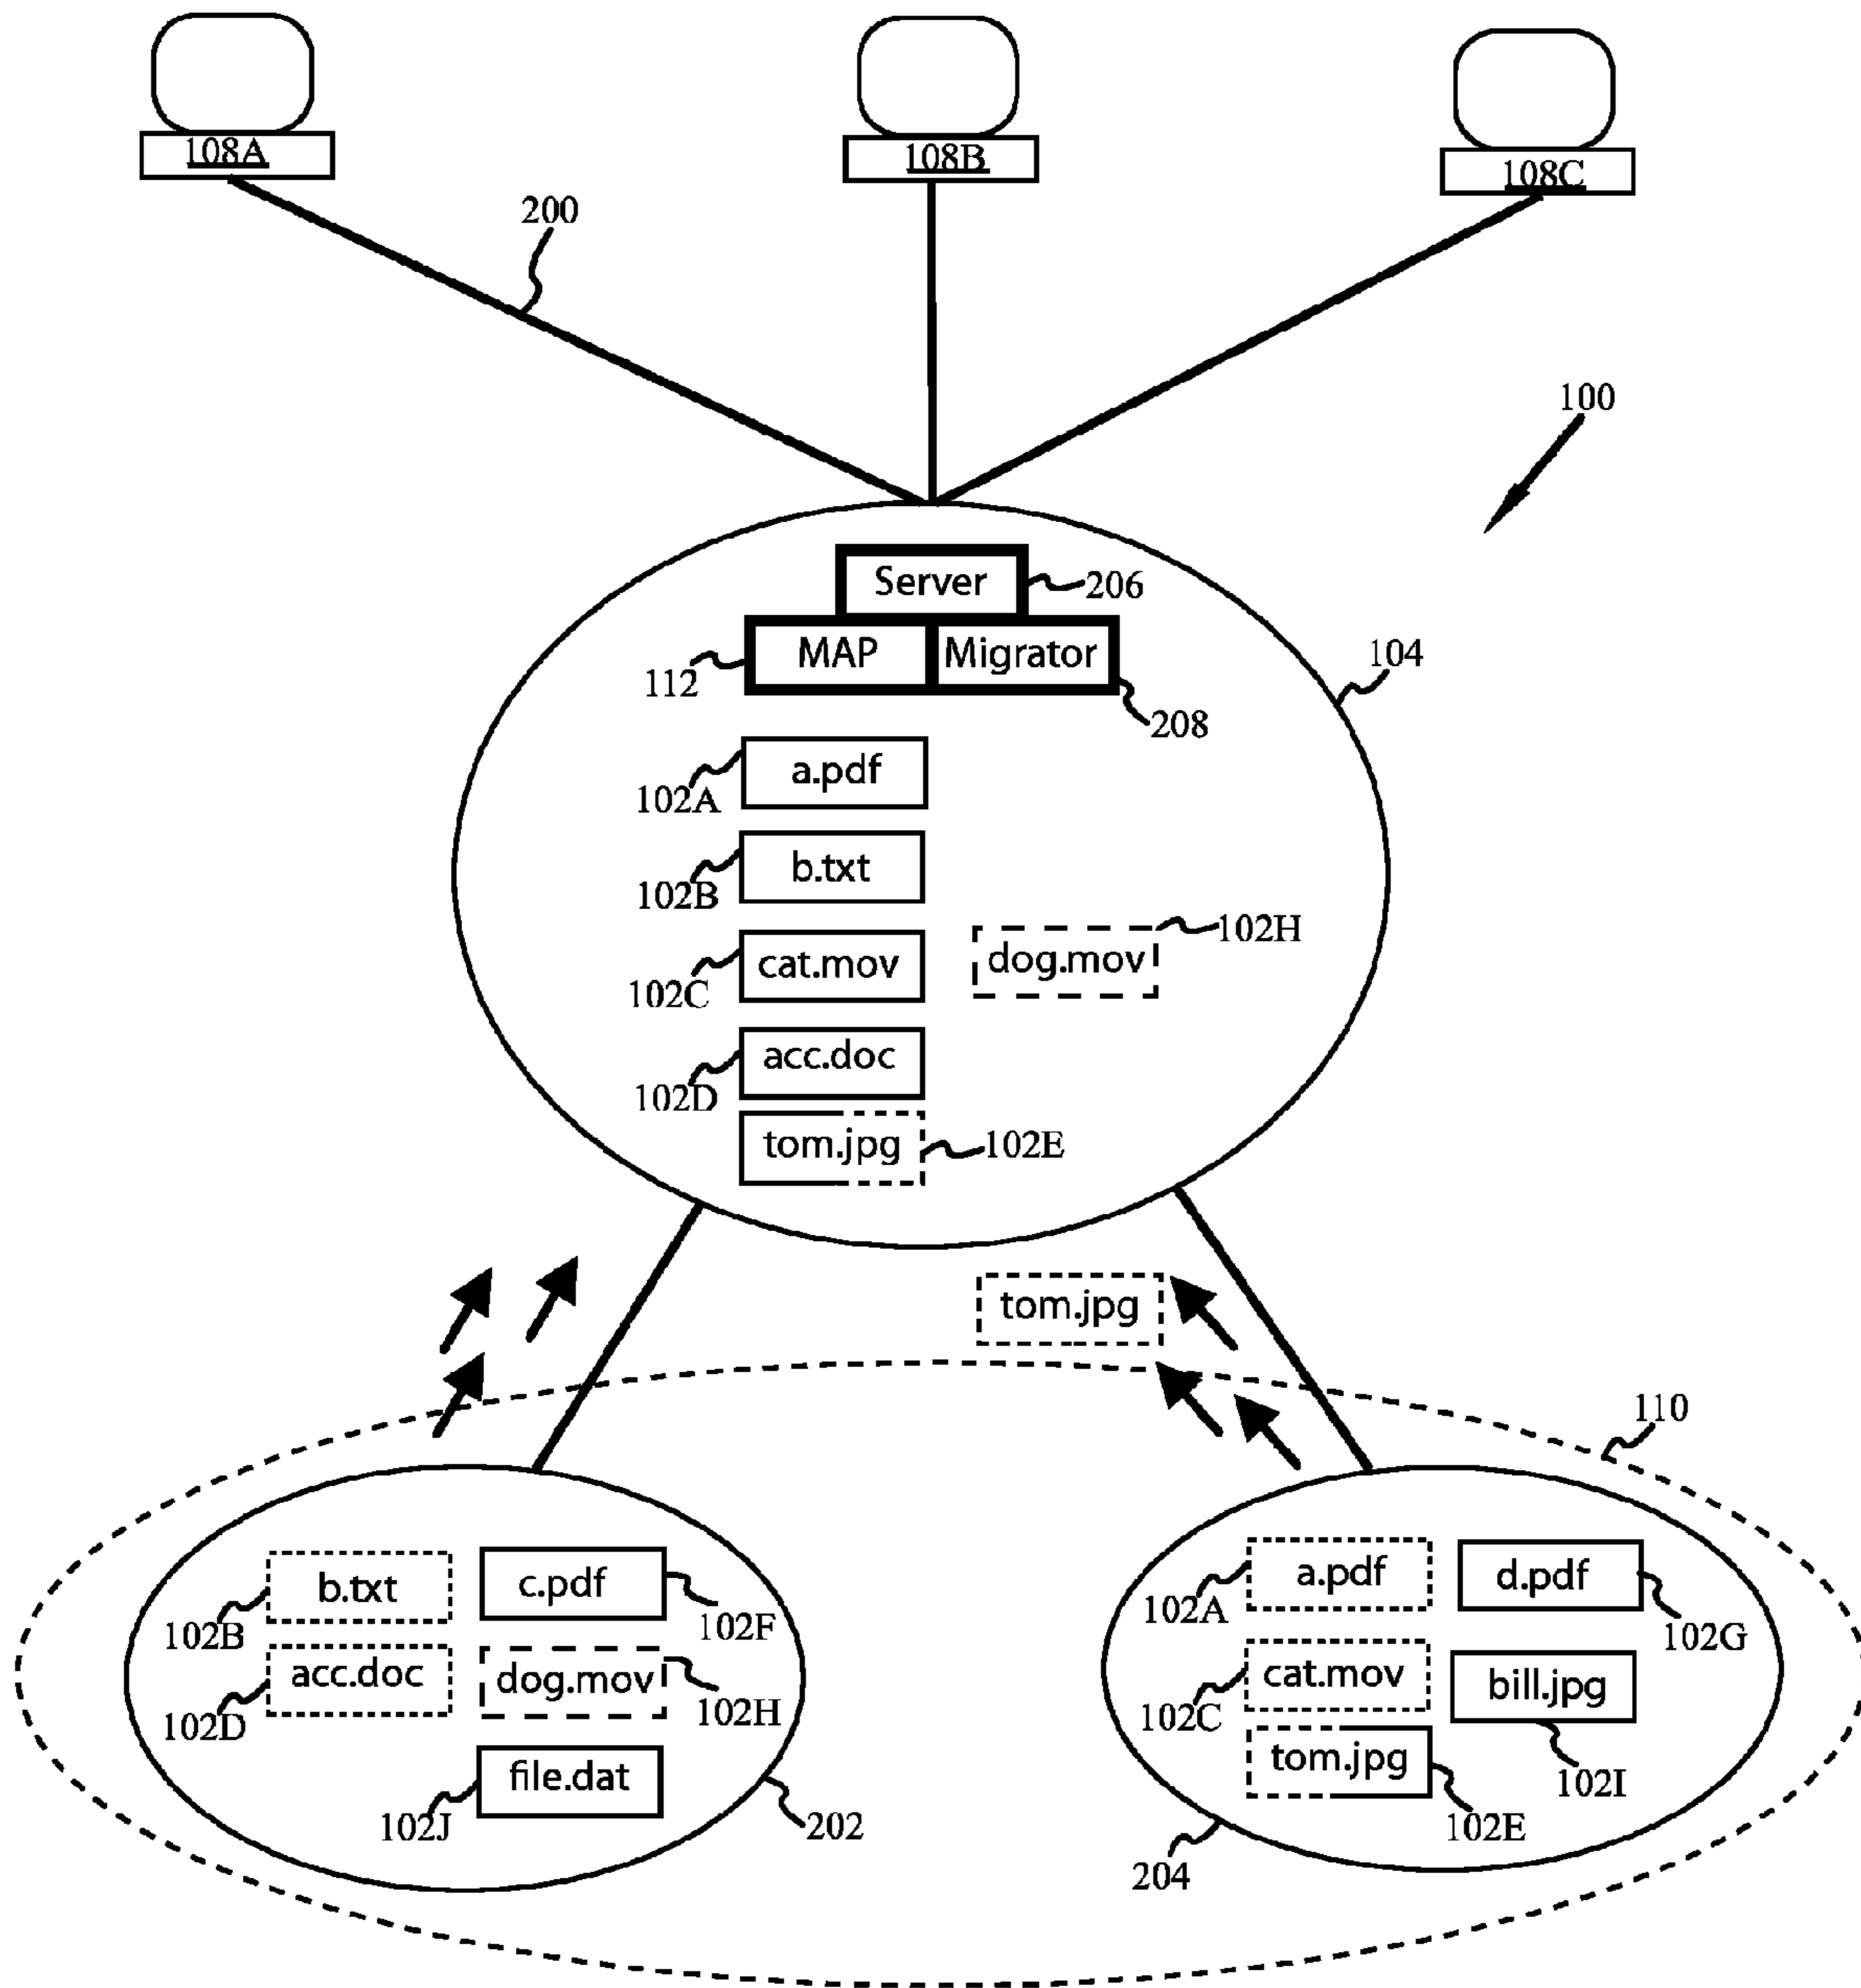 108A
108B
108C
200
100
Server
206
MAP
Migrator
112
208
104
a.pdf
102A
b.txt
102B
cat.mov
102C
dog.mov
102H
acc.doc
102D
tom.jpg
102E
tom.jpg
110
b.txt
102B
c.pdf
102F
acc.doc
102D
dog.mov
102H
file.dat
102J
202
a.pdf
102A
d.pdf
102G
cat.mov
102C
bill.jpg
102I
tom.jpg
102E
204